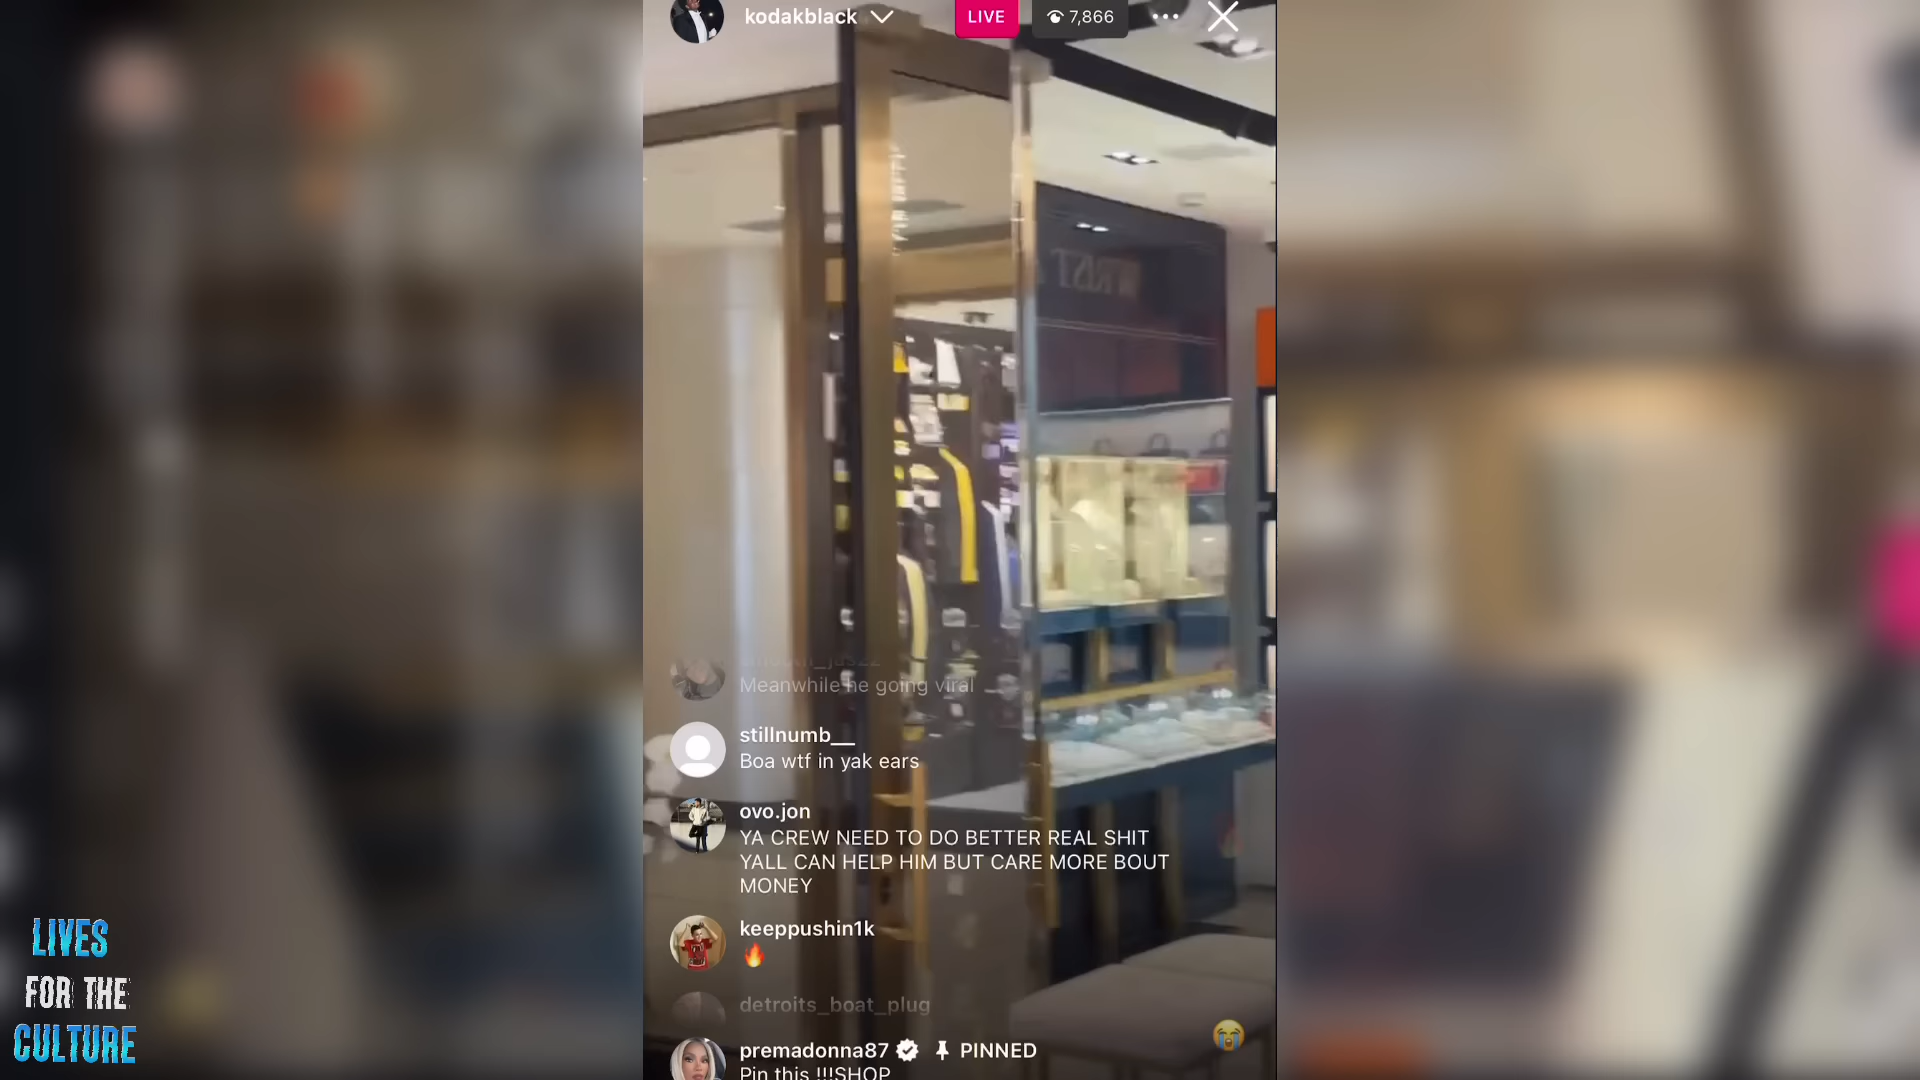 kodakblack
LIVE
7,866
Meanwhile he going viral
stillnumb__
Boa wtf in yak ears
ovo.jon
YA CREW NEED TO DO BETTER REAL SHIT
YALL CAN HELP HIM BUT CARE MORE BOUT
MONEY
keeppushin1k
🔥
detroits_boat_plug
premadonna87 PINNED
Pin this !!!SHOP
LIVES
FOR THE
CULTURE